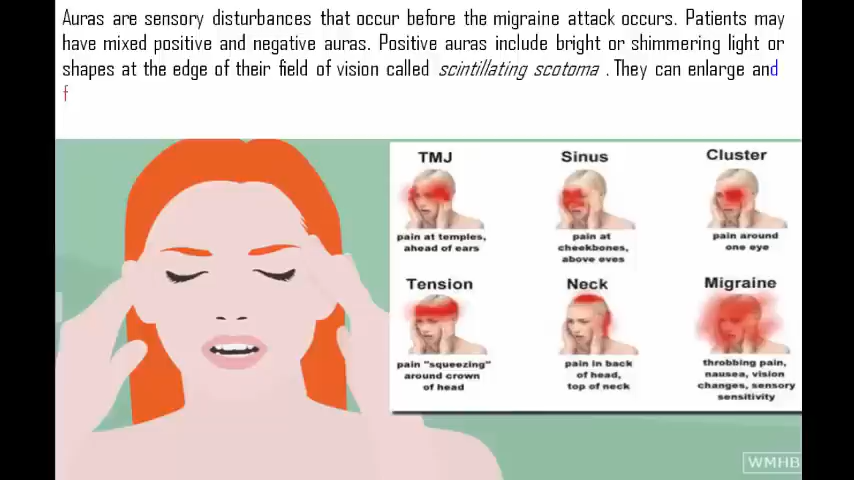 Auras are sensory disturbances that occur before the migraine attack occurs. Patients may
have mixed positive and negative auras. Positive auras include bright or shimmering light or
shapes at the edge of their field of vision called scintillating scotoma . They can enlarge and
f
TMJ
pain at temples,
ahead of ears
Sinus
pain at
cheekbones,
above eyes
Cluster
pain around
one eye
Tension
pain "squeezing"
around crown
of head
Neck
pain in back
of head,
top of neck
Migraine
throbbing pain,
nausea, vision
changes, sensory
sensitivity
WMHB